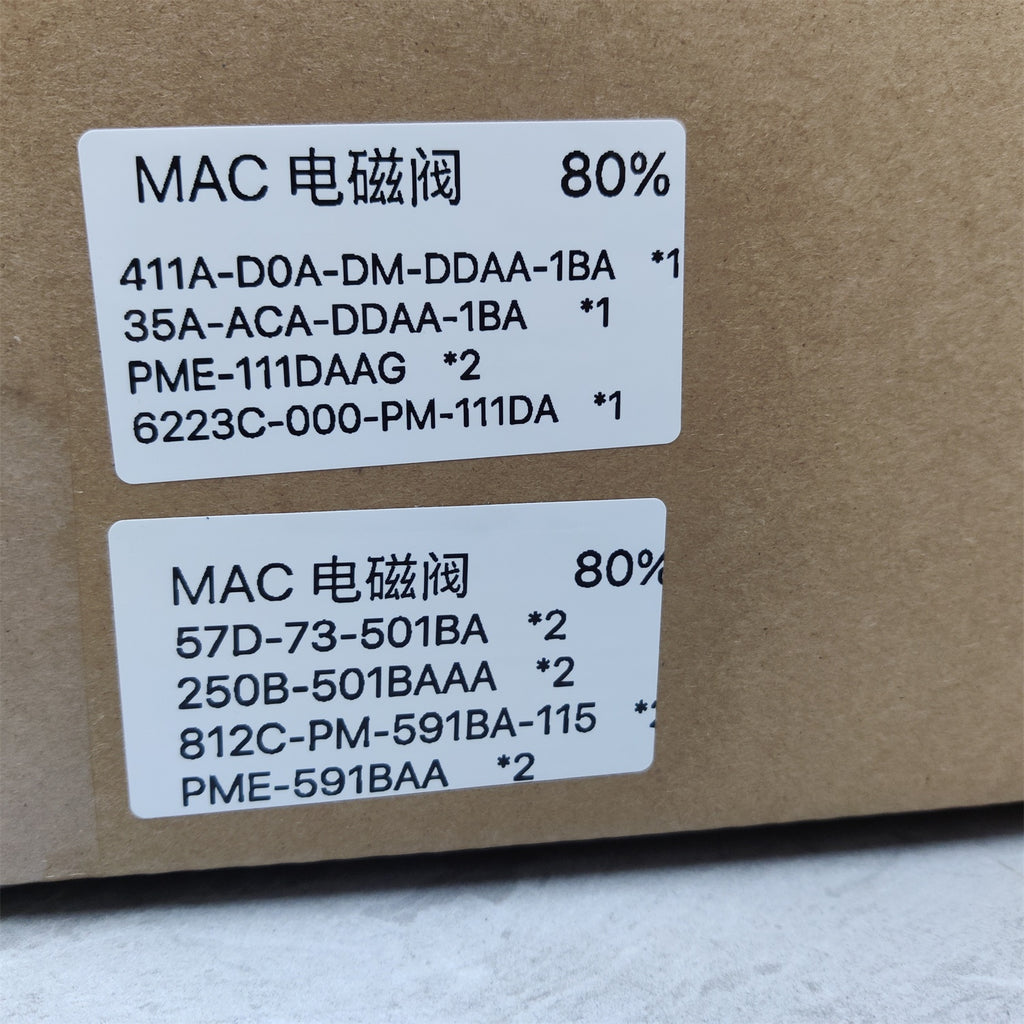 MAC 电磁阀 80%
411A-D0A-DM-DDAA-1BA *1
35A-ACA-DDAA-1BA *1
PME-111DAAG *2
6223C-000-PM-111DA *1
MAC 电磁阀 80%
57D-73-501BA *2
250B-501BAAA *2
812C-PM-591BA-115
PME-591BAA *2